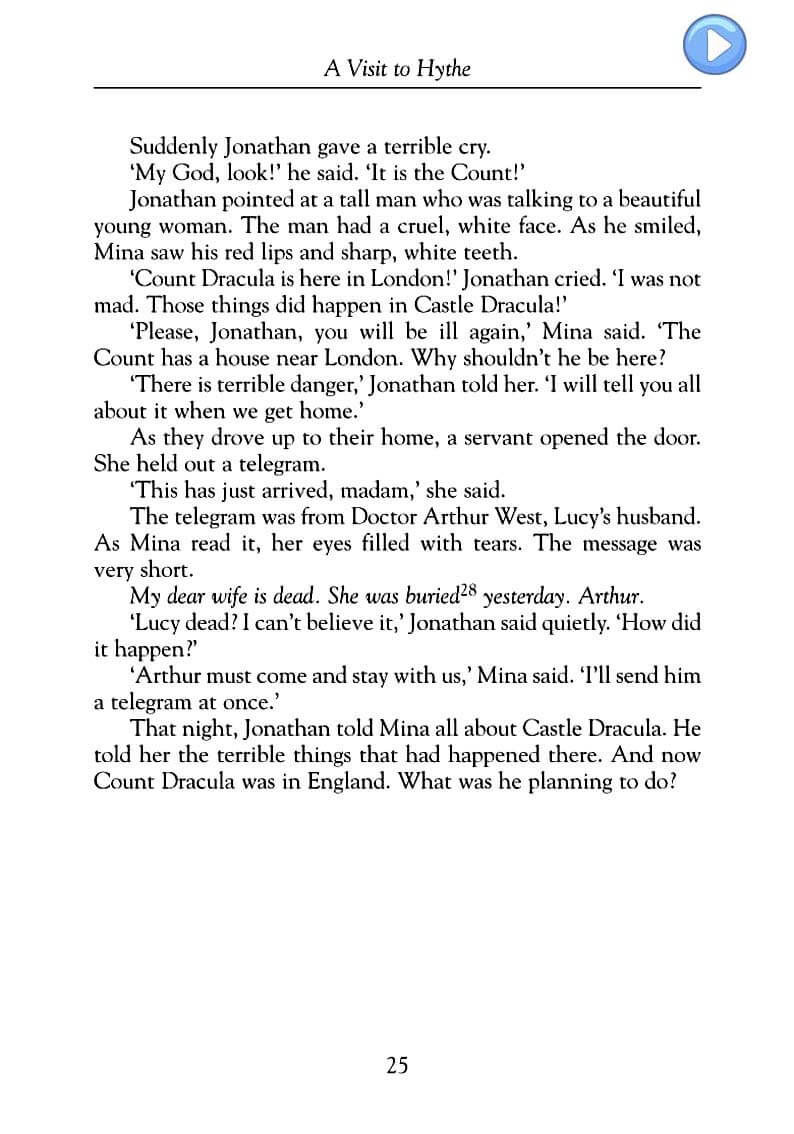 A Visit to Hythe
Suddenly Jonathan gave a terrible cry.
‘My God, look!’ he said. ‘It is the Count!’
Jonathan pointed at a tall man who was talking to a beautiful
young woman. The man had a cruel, white face. As he smiled,
Mina saw his red lips and sharp, white teeth.
‘Count Dracula is here in London!’ Jonathan cried. ‘I was not
mad. Those things did happen in Castle Dracula!’
‘Please, Jonathan, you will be ill again,’ Mina said. ‘The
Count has a house near London. Why shouldn’t he be here?
‘There is terrible danger,’ Jonathan told her. ‘I will tell you all
about it when we get home.’
As they drove up to their home, a servant opened the door.
She held out a telegram.
‘This has just arrived, madam,’ she said.
The telegram was from Doctor Arthur West, Lucy’s husband.
As Mina read it, her eyes filled with tears. The message was
very short.
My dear wife is dead. She was buried28 yesterday. Arthur.
‘Lucy dead? I can’t believe it,’ Jonathan said quietly. ‘How did
it happen?’
‘Arthur must come and stay with us,’ Mina said. ‘I’ll send him
a telegram at once.’
That night, Jonathan told Mina all about Castle Dracula. He
told her the terrible things that had happened there. And now
Count Dracula was in England. What was he planning to do?
25